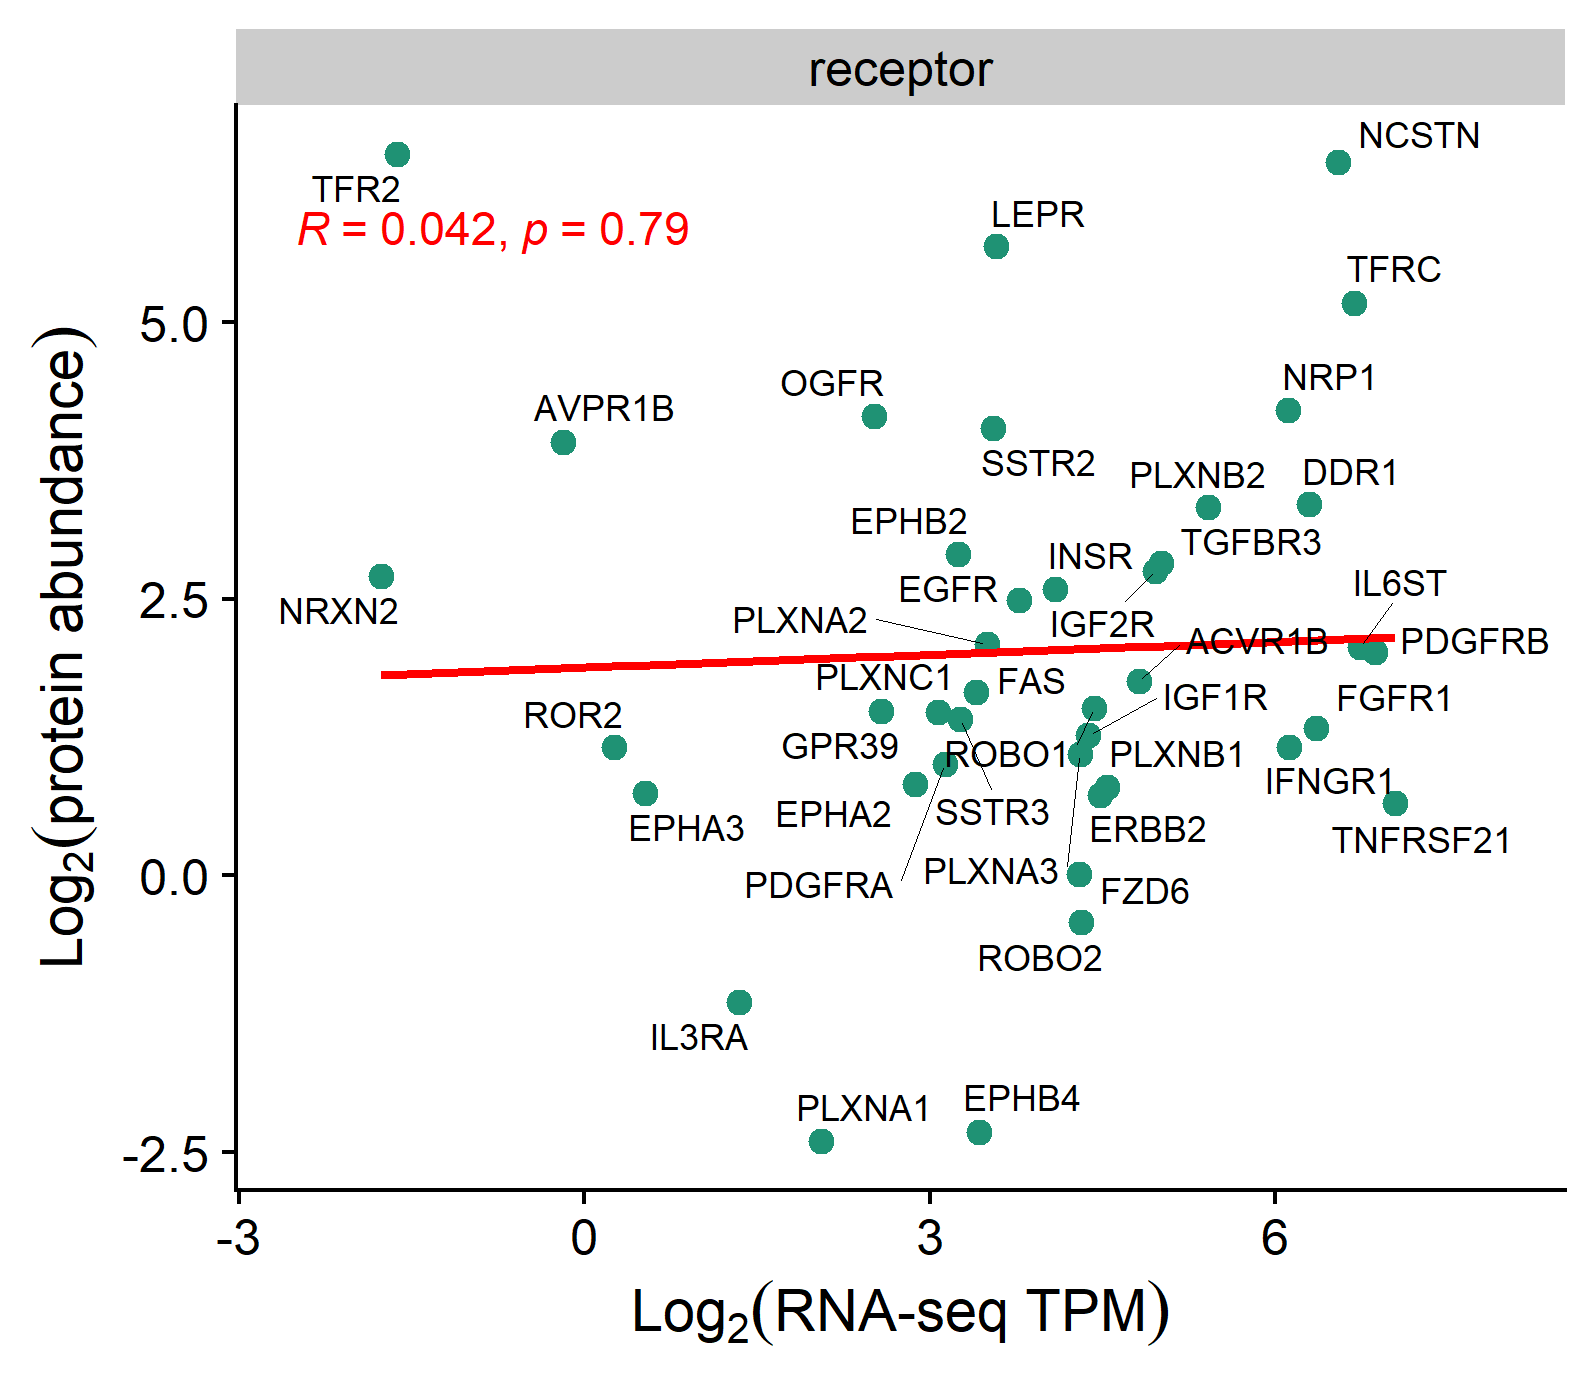 receptor
NCSTN
TFR2
LEPR
R = 0.042, p = 0.79
TFRC
5.0
OGFR
NRP1
AVPR1B
SSTR2
PLXNB2
DDR1
EPHB2
TGFBR3
INSR
IL6ST
EGFR
2.5
NRXN2
PLXNA2
IGF2R
ACVR1B
PDGFRB
PLXNC1
FAS
IGF1R
FGFR1
ROR2
GPR39
ROBO1
PLXNB1
IFNGR1
EPHA2
SSTR3
EPHA3
ERBB2
TNFRSF21
PLXNA3
0.0
PDGFRA
FZD6
ROBO2
IL3RA
PLXNA1
EPHB4
-2.5
-3
0
3
6
Log2(RNA-seq TPM)
Log2(protein abundance)